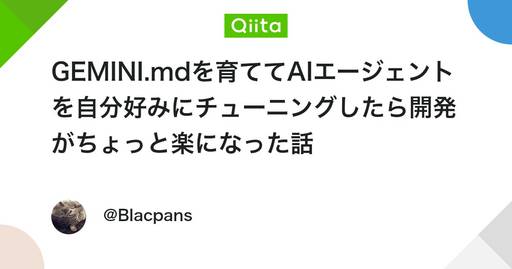 Qiita
GEMINI.mdを育ててAIエージェント
を自分好みにチューニングしたら開発
がちょっと楽になった話
@Blacpans